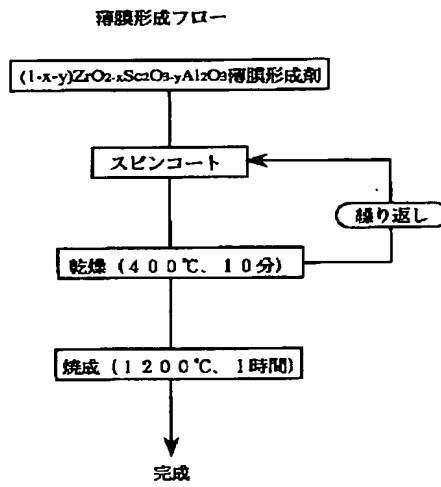 薄膜形成フロー
(1-x-y)ZrO2-xSc2O3-yAl2O3薄膜形成剤
スピンコート
繰り返し
乾燥(400℃、10分)
焼成(1200℃、1時間)
完成